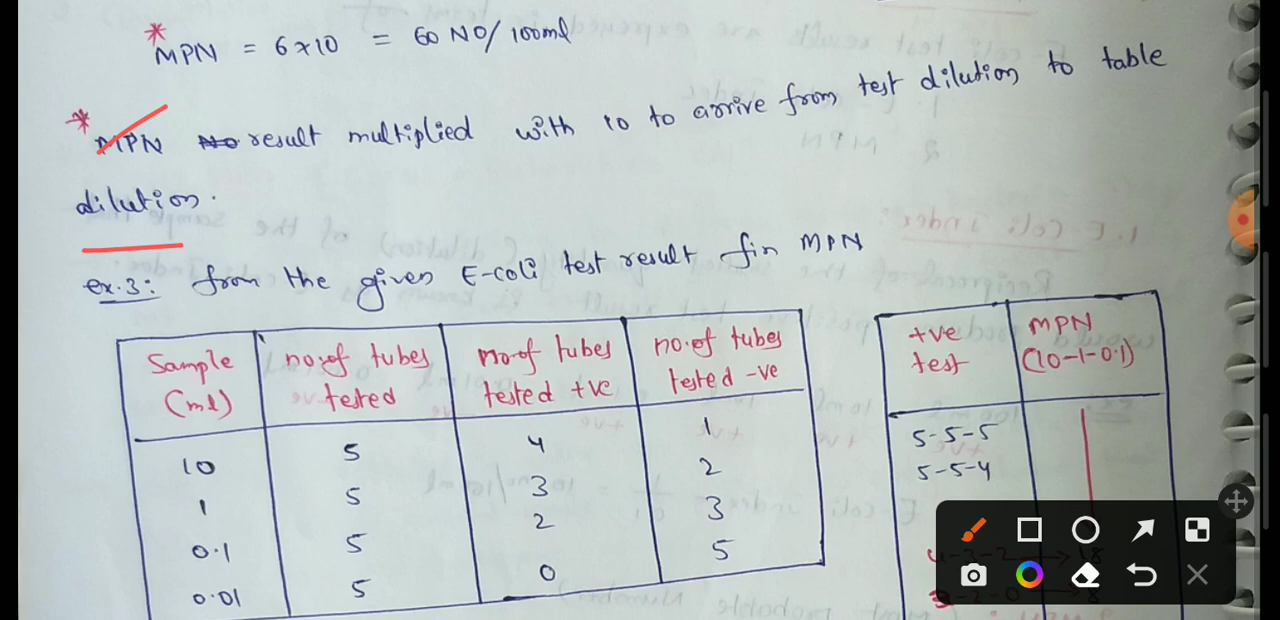 *MPN = 6x10 = 60 NO/100ml
* MPN No result multiplied with 10 to arrive from test dilution to table
dilution.
ex.3: from the given E-coli test result fin MPN
Sample (ml) no.of tubes tested no.of tubes tested +ve no.of tubes tested -ve
10 5 4 1
1 5 3 2
0.1 5 2 3
0.01 5 0 5
+ve test MPN (10-1-0.1)
5-5-5
5-5-4